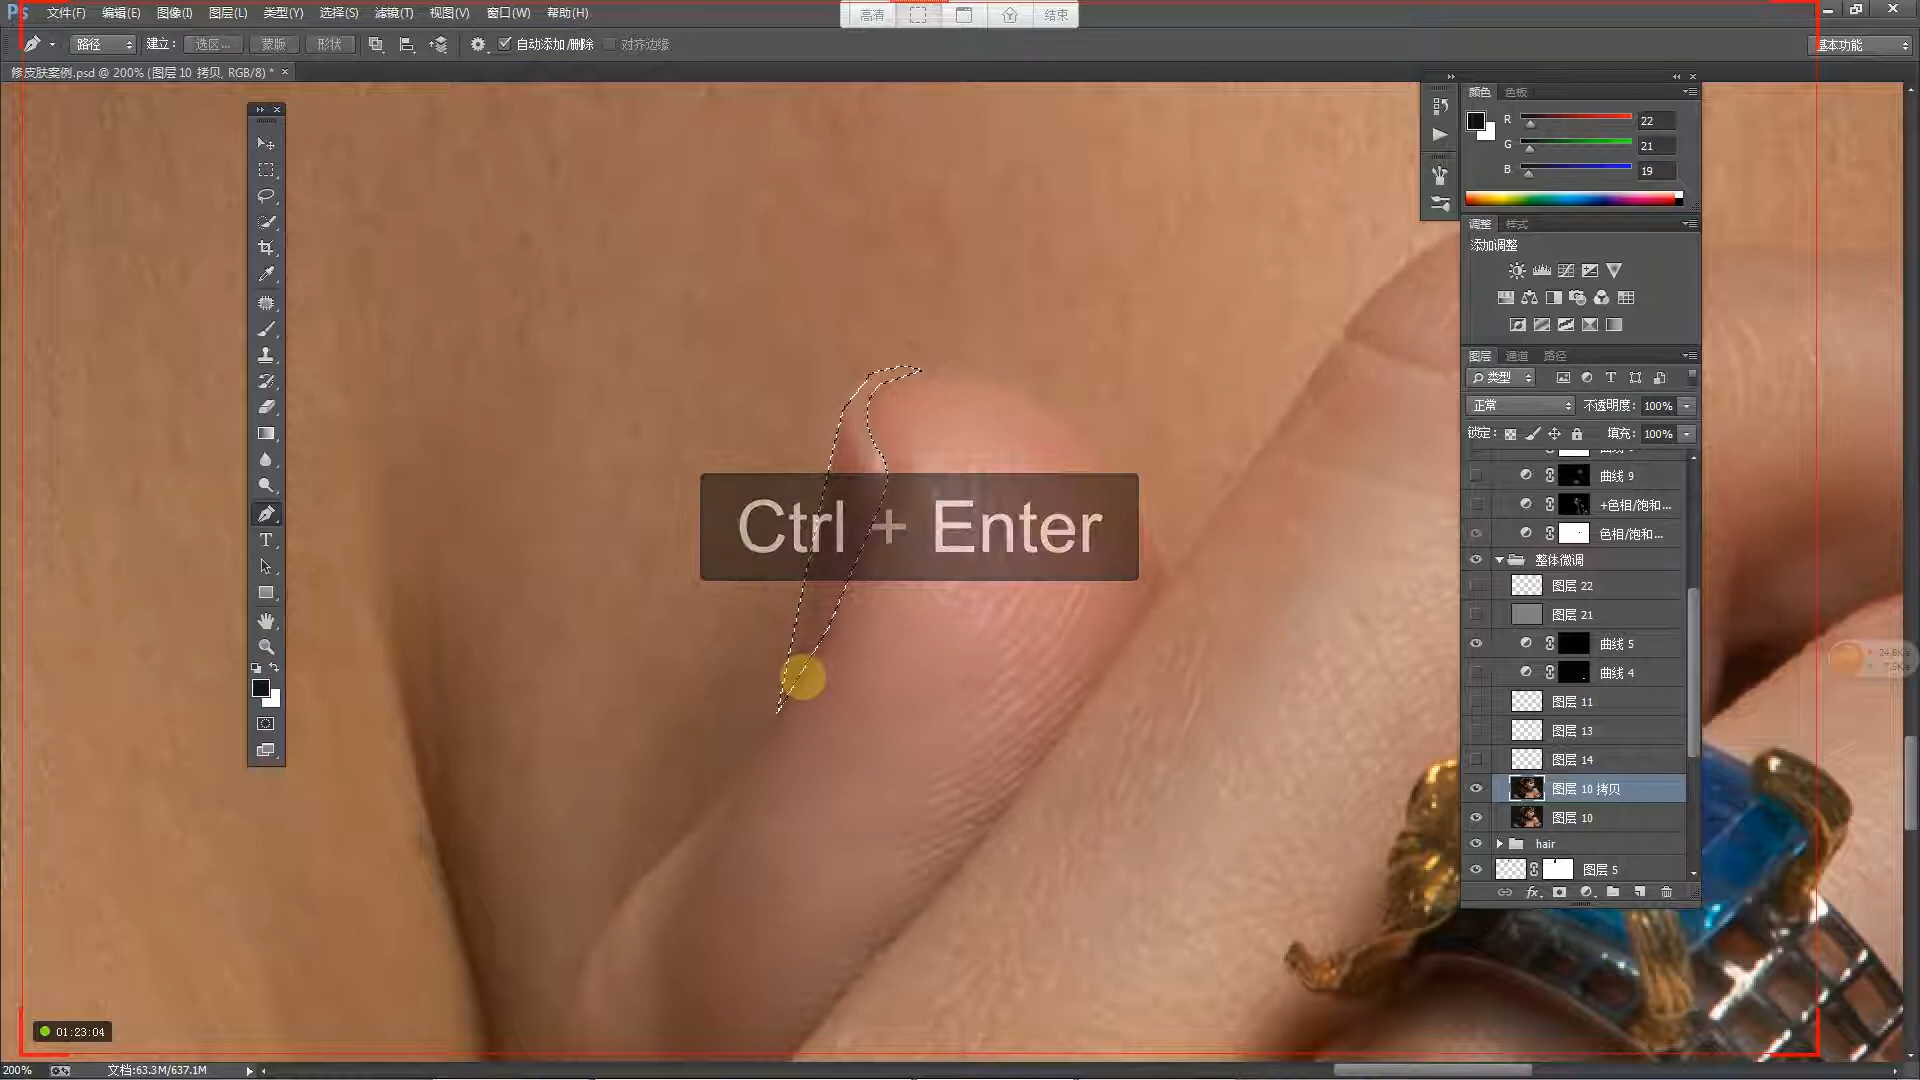 Ps 文件(F) 编辑(E) 图像(I) 图层(L) 类型(Y) 选择(S) 滤镜(T) 视图(V) 窗口(W) 帮助(H)
高清 结束
路径 建立: 选区... 蒙版 形状 自动添加/删除 对齐边缘
基本功能
修皮肤案例.psd @ 200% (图层 10 拷贝, RGB/8) *
颜色 色板
R 22
G 21
B 19
调整 样式
添加调整
图层 通道 路径
类型
正常 不透明度: 100%
锁定: 填充: 100%
曲线 9
+色相/饱和...
色相/饱和...
整体微调
图层 22
图层 21
曲线 5
曲线 4
图层 11
图层 13
图层 14
图层 10 拷贝
图层 10
hair
图层 5
fx
Ctrl + Enter
01:23:04
200% 文档:63.3M/637.1M